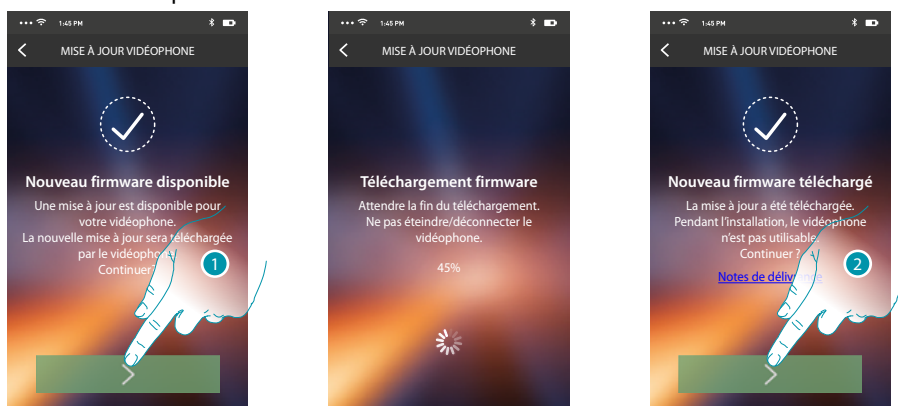 1:45 PM
MISE À JOUR VIDÉOPHONE
Nouveau firmware disponible
Une mise à jour est disponible pour
votre vidéophone.
La nouvelle mise à jour sera téléchargée
par le vidéophone.
Continuer ?
1
1:45 PM
MISE À JOUR VIDÉOPHONE
Téléchargement firmware
Attendre la fin du téléchargement.
Ne pas éteindre/déconnecter le
vidéophone.
45%
1:45 PM
MISE À JOUR VIDÉOPHONE
Nouveau firmware téléchargé
La mise à jour a été téléchargée.
Pendant l'installation, le vidéophone
n'est pas utilisable.
Continuer ?
2
Notes de délivrance